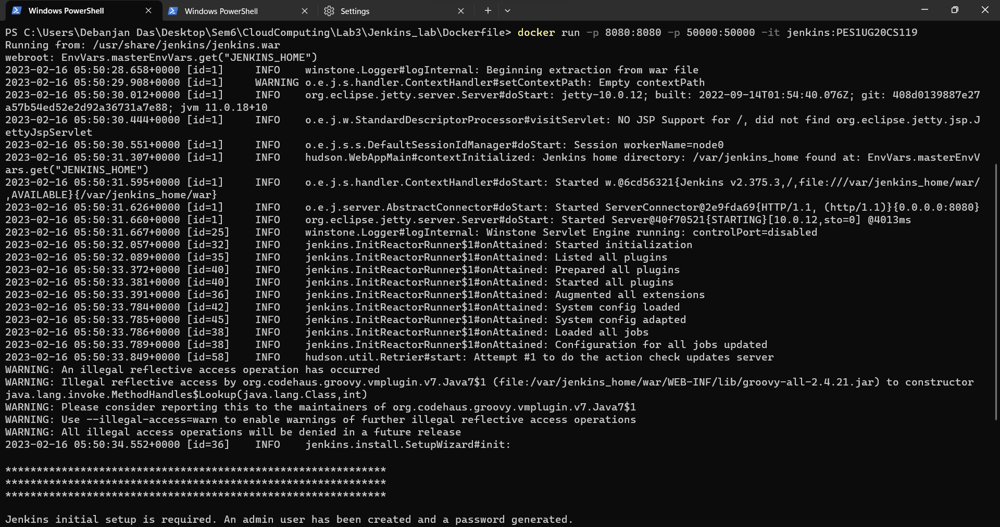 Windows PowerShell
Windows PowerShell
Settings
PS C:\Users\Debanjan Das\Desktop\Sem6\CloudComputing\Lab3\Jenkins_lab\Dockerfile> docker run -p 8080:8080 -p 50000:50000 -it jenkins:PES1UG20CS119
Running from: /usr/share/jenkins/jenkins.war
webroot: EnvVars.masterEnvVars.get("JENKINS_HOME")
2023-02-16 05:50:28.658+0000 [id=1]     INFO    winstone.Logger#logInternal: Beginning extraction from war file
2023-02-16 05:50:29.908+0000 [id=1]     WARNING o.e.j.s.handler.ContextHandler#setContextPath: Empty contextPath
2023-02-16 05:50:30.012+0000 [id=1]     INFO    org.eclipse.jetty.server.Server#doStart: jetty-10.0.12; built: 2022-09-14T01:54:40.076Z; git: 408d0139887e27
a57b54ed52e2d92a36731a7e88; jvm 11.0.18+10
2023-02-16 05:50:30.444+0000 [id=1]     INFO    o.e.j.w.StandardDescriptorProcessor#visitServlet: NO JSP Support for /, did not find org.eclipse.jetty.jsp.J
ettyJspServlet
2023-02-16 05:50:30.551+0000 [id=1]     INFO    o.e.j.s.s.DefaultSessionIdManager#doStart: Session workerName=node0
2023-02-16 05:50:31.307+0000 [id=1]     INFO    hudson.WebAppMain#contextInitialized: Jenkins home directory: /var/jenkins_home found at: EnvVars.masterEnvV
ars.get("JENKINS_HOME")
2023-02-16 05:50:31.595+0000 [id=1]     INFO    o.e.j.s.handler.ContextHandler#doStart: Started w.@6cd56321{Jenkins v2.375.3,/,file:///var/jenkins_home/war/
,AVAILABLE}{/var/jenkins_home/war}
2023-02-16 05:50:31.626+0000 [id=1]     INFO    o.e.j.server.AbstractConnector#doStart: Started ServerConnector@2e9fda69{HTTP/1.1, (http/1.1)}{0.0.0.0:8080}
2023-02-16 05:50:31.660+0000 [id=1]     INFO    org.eclipse.jetty.server.Server#doStart: Started Server@40f70521{STARTING}[10.0.12,sto=0] @4013ms
2023-02-16 05:50:31.667+0000 [id=25]    INFO    winstone.Logger#logInternal: Winstone Servlet Engine running: controlPort=disabled
2023-02-16 05:50:32.057+0000 [id=32]    INFO    jenkins.InitReactorRunner$1#onAttained: Started initialization
2023-02-16 05:50:32.089+0000 [id=35]    INFO    jenkins.InitReactorRunner$1#onAttained: Listed all plugins
2023-02-16 05:50:33.372+0000 [id=40]    INFO    jenkins.InitReactorRunner$1#onAttained: Prepared all plugins
2023-02-16 05:50:33.381+0000 [id=40]    INFO    jenkins.InitReactorRunner$1#onAttained: Started all plugins
2023-02-16 05:50:33.391+0000 [id=36]    INFO    jenkins.InitReactorRunner$1#onAttained: Augmented all extensions
2023-02-16 05:50:33.784+0000 [id=42]    INFO    jenkins.InitReactorRunner$1#onAttained: System config loaded
2023-02-16 05:50:33.785+0000 [id=45]    INFO    jenkins.InitReactorRunner$1#onAttained: System config adapted
2023-02-16 05:50:33.786+0000 [id=38]    INFO    jenkins.InitReactorRunner$1#onAttained: Loaded all jobs
2023-02-16 05:50:33.789+0000 [id=38]    INFO    jenkins.InitReactorRunner$1#onAttained: Configuration for all jobs updated
2023-02-16 05:50:33.849+0000 [id=58]    INFO    hudson.util.Retrier#start: Attempt #1 to do the action check updates server
WARNING: An illegal reflective access operation has occurred
WARNING: Illegal reflective access by org.codehaus.groovy.vmplugin.v7.Java7$1 (file:/var/jenkins_home/war/WEB-INF/lib/groovy-all-2.4.21.jar) to constructor
java.lang.invoke.MethodHandles$Lookup(java.lang.Class,int)
WARNING: Please consider reporting this to the maintainers of org.codehaus.groovy.vmplugin.v7.Java7$1
WARNING: Use --illegal-access=warn to enable warnings of further illegal reflective access operations
WARNING: All illegal access operations will be denied in a future release
2023-02-16 05:50:34.552+0000 [id=36]    INFO    jenkins.install.SetupWizard#init:
*************************************************************
*************************************************************
*************************************************************
Jenkins initial setup is required. An admin user has been created and a password generated.